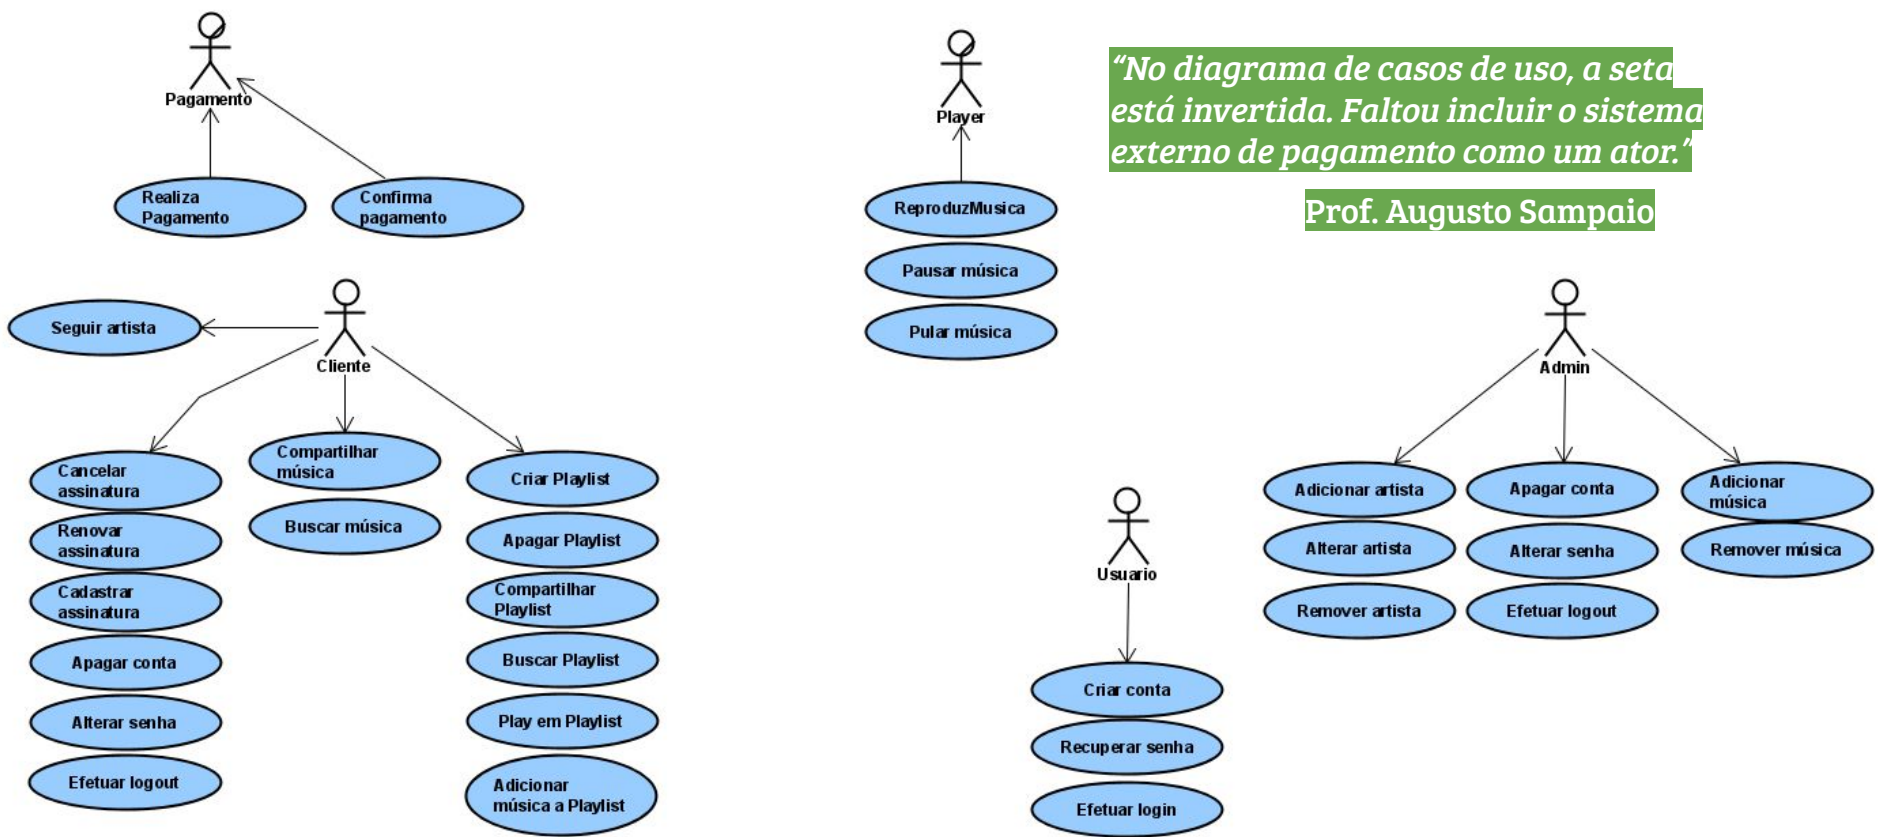 Pagamento
Realiza
Pagamento
Confirma
pagamento
Player
ReproduzMusica
Pausar música
Pular música
“No diagrama de casos de uso, a seta
está invertida. Faltou incluir o sistema
externo de pagamento como um ator.”
Prof. Augusto Sampaio
Seguir artista
Cliente
Cancelar
assinatura
Renovar
assinatura
Cadastrar
assinatura
Apagar conta
Alterar senha
Efetuar logout
Compartilhar
música
Buscar música
Criar Playlist
Apagar Playlist
Compartilhar
Playlist
Buscar Playlist
Play em Playlist
Adicionar
música a Playlist
Usuario
Criar conta
Recuperar senha
Efetuar login
Admin
Adicionar artista
Alterar artista
Remover artista
Apagar conta
Alterar senha
Efetuar logout
Adicionar
música
Remover música